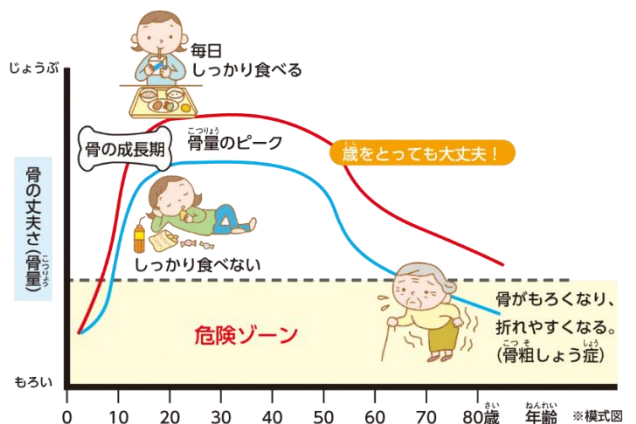 毎日
しっかり食べる
じょうぶ
骨の成長期
こつりょう
骨量のピーク
とし
歳をとっても大丈夫！
骨の丈夫さ(骨量)
こつりょう
しっかり食べない
危険ゾーン
骨がもろくなり、
折れやすくなる。
こつ そ しょう
(骨粗しょう症)
もろい
さい ねんれい
0 10 20 30 40 50 60 70 80歳 年齢 ※模式図